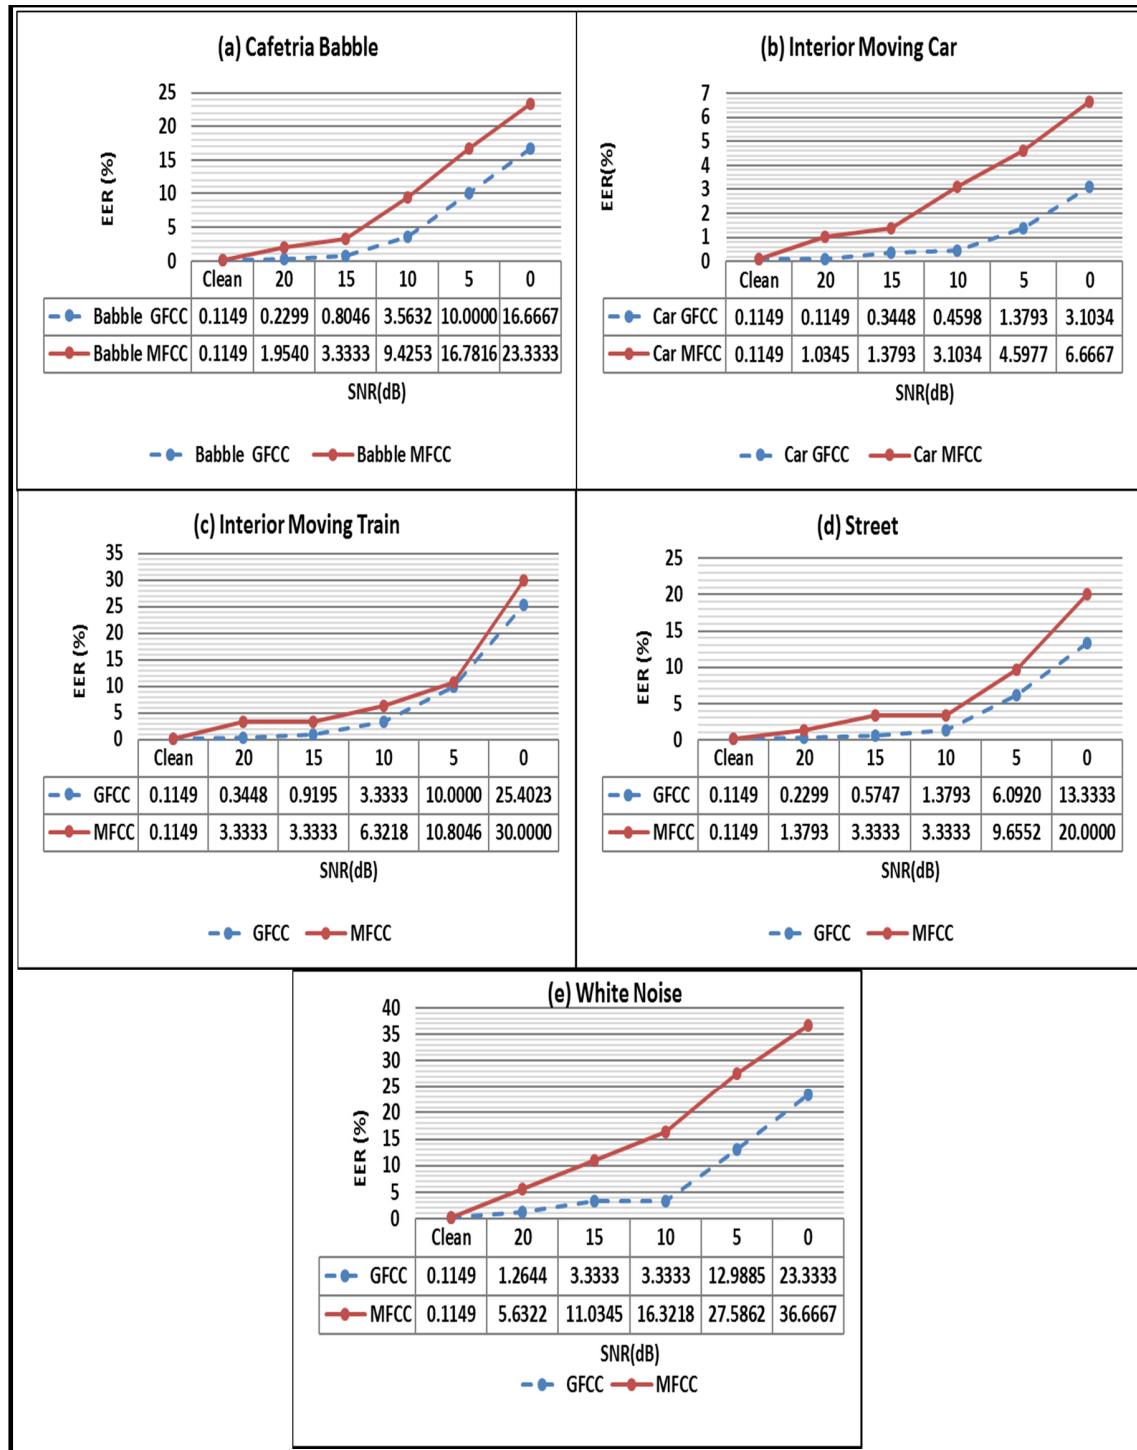 (a) Cafetria Babble
25
20
15
10
5
0
EER (%)
Clean 20 15 10 5 0
Babble GFCC 0.1149 0.2299 0.8046 3.5632 10.0000 16.6667
Babble MFCC 0.1149 1.9540 3.3333 9.4253 16.7816 23.3333
SNR(dB)
Babble GFCC Babble MFCC
(b) Interior Moving Car
7
6
5
4
3
2
1
0
EER(%)
Clean 20 15 10 5 0
Car GFCC 0.1149 0.1149 0.3448 0.4598 1.3793 3.1034
Car MFCC 0.1149 1.0345 1.3793 3.1034 4.5977 6.6667
SNR(dB)
Car GFCC Car MFCC
(c) Interior Moving Train
35
30
25
20
15
10
5
0
EER (%)
Clean 20 15 10 5 0
GFCC 0.1149 0.3448 0.9195 3.3333 10.0000 25.4023
MFCC 0.1149 3.3333 3.3333 6.3218 10.8046 30.0000
SNR(dB)
GFCC MFCC
(d) Street
25
20
15
10
5
0
EER (%)
Clean 20 15 10 5 0
GFCC 0.1149 0.2299 0.5747 1.3793 6.0920 13.3333
MFCC 0.1149 1.3793 3.3333 3.3333 9.6552 20.0000
SNR(dB)
GFCC MFCC
(e) White Noise
40
35
30
25
20
15
10
5
0
EER (%)
Clean 20 15 10 5 0
GFCC 0.1149 1.2644 3.3333 3.3333 12.9885 23.3333
MFCC 0.1149 5.6322 11.0345 16.3218 27.5862 36.6667
SNR(dB)
GFCC MFCC